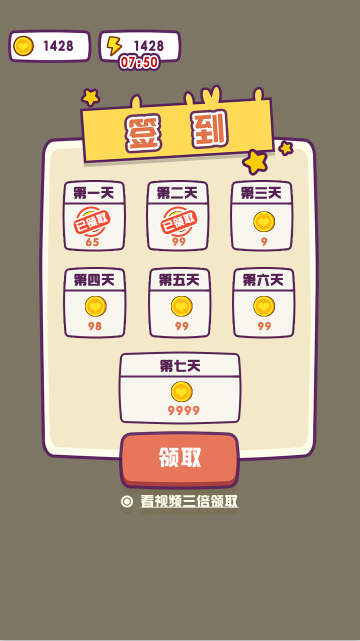 1428
1428
07:50
签到
第一天
第二天
第三天
已领取
已领取
65
99
9
第四天
第五天
第六天
98
99
99
第七天
9999
领取
看视频三倍领取